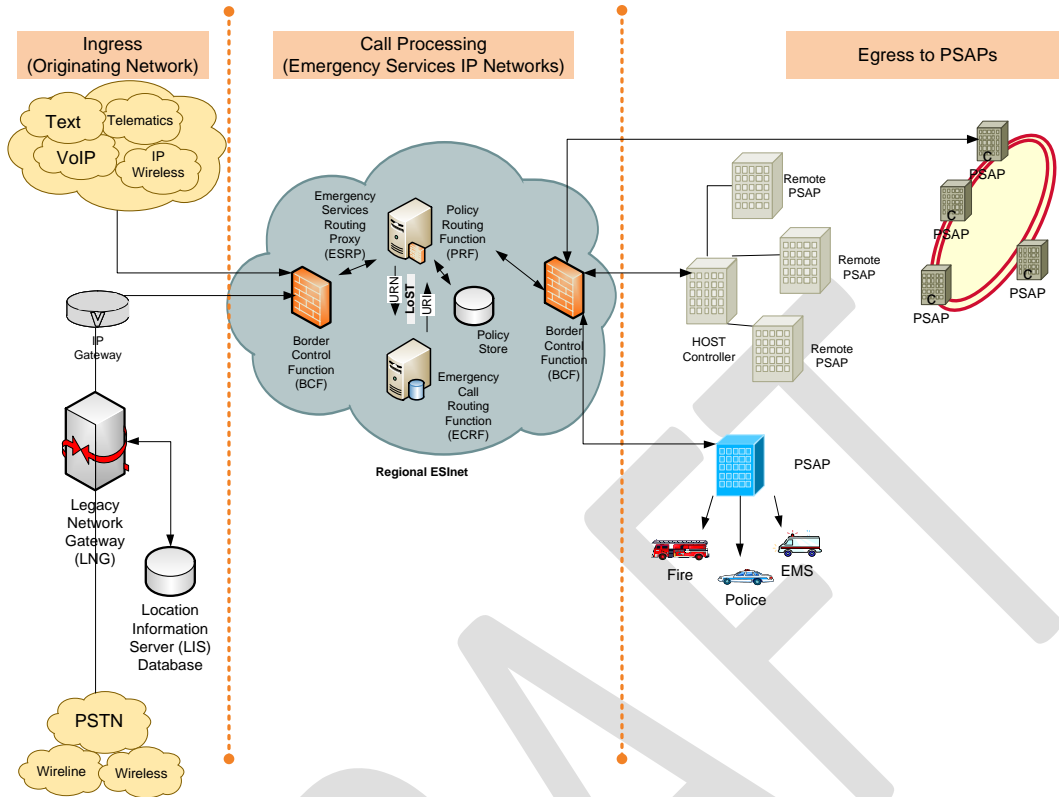 Ingress
(Originating Network)
Call Processing
(Emergency Services IP Networks)
Egress to PSAPs
Text
Telematics
VoIP
IP
Wireless
Emergency
Services
Routing
Proxy
(ESRP)
Policy
Routing
Function
(PRF)
URN
LoST
URI
Policy
Store
Border
Control
Function
(BCF)
Emergency
Call
Routing
Function
(ECRF)
Border
Control
Function
(BCF)
Regional ESInet
V
IP
Gateway
Legacy
Network
Gateway
(LNG)
Location
Information
Server (LIS)
Database
PSTN
Wireline
Wireless
Remote
PSAP
Remote
PSAP
Remote
PSAP
HOST
Controller
C
PSAP
C
PSAP
C
PSAP
C
PSAP
PSAP
Fire
Police
EMS
DRAFT